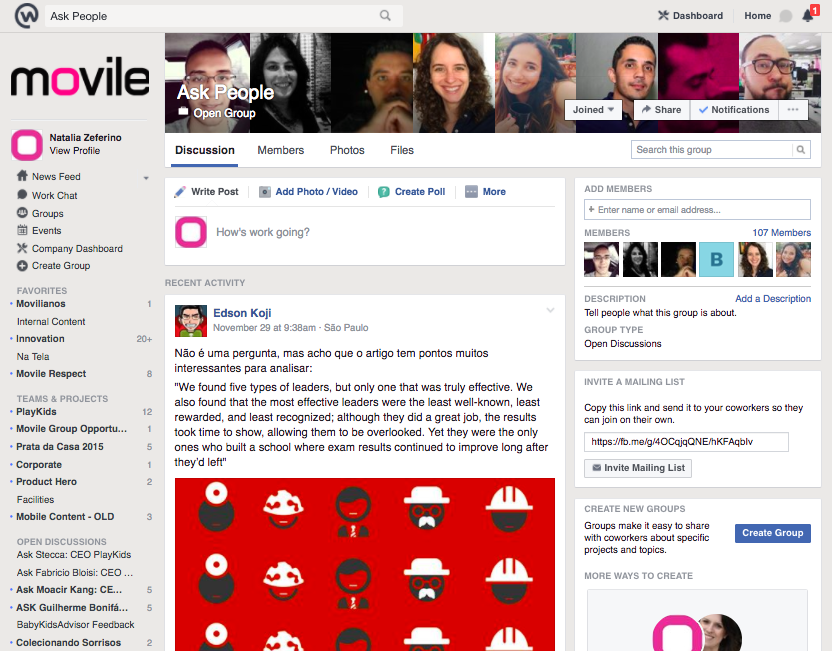 Ask People
Dashboard
Home
1
movile
Natalia Zeferino
View Profile
News Feed
Work Chat
Groups
Events
Company Dashboard
Create Group
FAVORITES
Movilianos 1
Internal Content
Innovation 20+
Na Tela
Movile Respect 8
TEAMS & PROJECTS
PlayKids 12
Movile Group Opportu... 1
Prata da Casa 2015 5
Corporate 1
Product Hero 2
Facilities
Mobile Content - OLD 3
OPEN DISCUSSIONS
Ask Stecca: CEO PlayKids
Ask Fabricio Bloisi: CEO ...
Ask Moacir Kang: CE... 5
ASK Guilherme Bonifá... 5
BabyKidsAdvisor Feedback
Colecionando Sorrisos 2
Ask People
Open Group
Joined
Share
Notifications
Discussion
Members
Photos
Files
Search this group
Write Post
Add Photo / Video
Create Poll
More
How's work going?
RECENT ACTIVITY
Edson Koji
November 29 at 9:38am · São Paulo
Não é uma pergunta, mas acho que o artigo tem pontos muitos
interessantes para analisar:
"We found five types of leaders, but only one that was truly effective. We
also found that the most effective leaders were the least well-known, least
rewarded, and least recognized; although they did a great job, the results
took time to show, allowing them to be overlooked. Yet they were the only
ones who built a school where exam results continued to improve long after
they'd left"
ADD MEMBERS
+ Enter name or email address...
MEMBERS 107 Members
B
DESCRIPTION Add a Description
Tell people what this group is about.
GROUP TYPE
Open Discussions
INVITE A MAILING LIST
Copy this link and send it to your coworkers so they
can join on their own.
https://fb.me/g/4OCqjqQNE/hKFAqbIv
Invite Mailing List
CREATE NEW GROUPS
Groups make it easy to share
with coworkers about specific
projects and topics.
Create Group
MORE WAYS TO CREATE